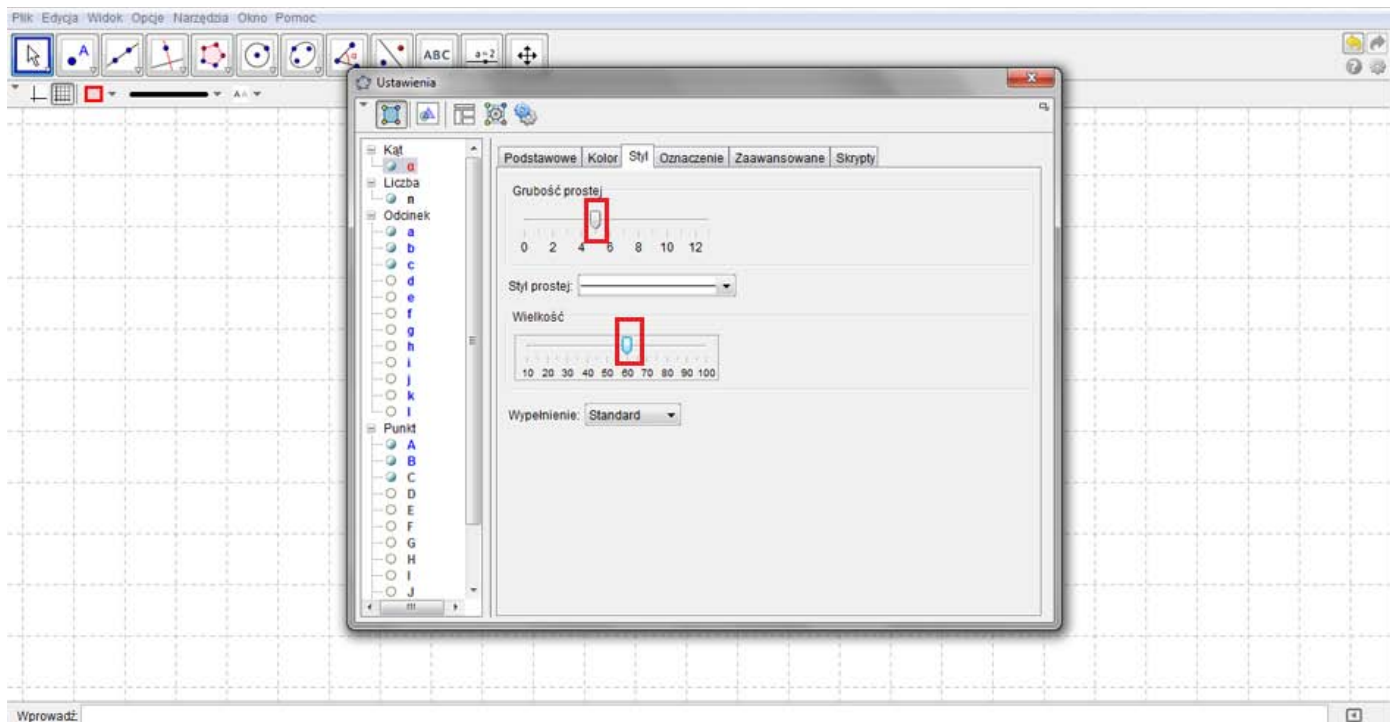 Plik Edycja Widok Opcje Narzędzia Okno Pomoc
A α ABC a=2
Ustawienia
AA
Kąt
α
Liczba
n
Odcinek
a
b
c
d
e
f
g
h
i
j
k
l
Punkt
A
B
C
D
E
F
G
H
I
J
Podstawowe Kolor Styl Oznaczenie Zaawansowane Skrypty
Grubość prostej
0 2 4 6 8 10 12
Styl prostej:
Wielkość
10 20 30 40 50 60 70 80 90 100
Wypełnienie: Standard
Wprowadź: